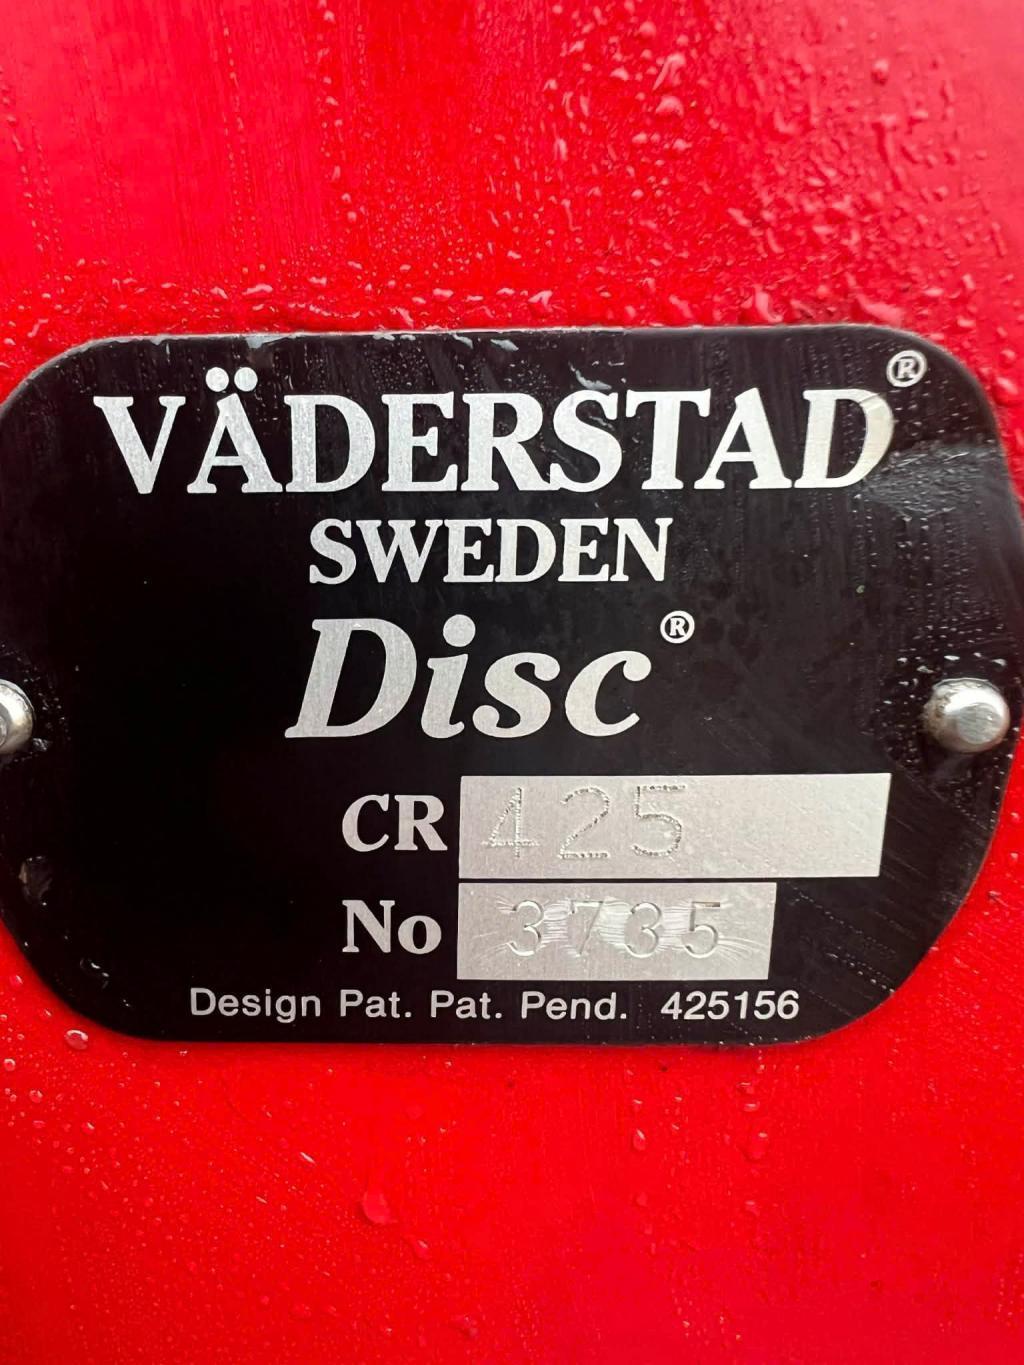 VÄDERSTAD®
SWEDEN
Disc®
CR 425
No 3735
Design Pat. Pat. Pend. 425156